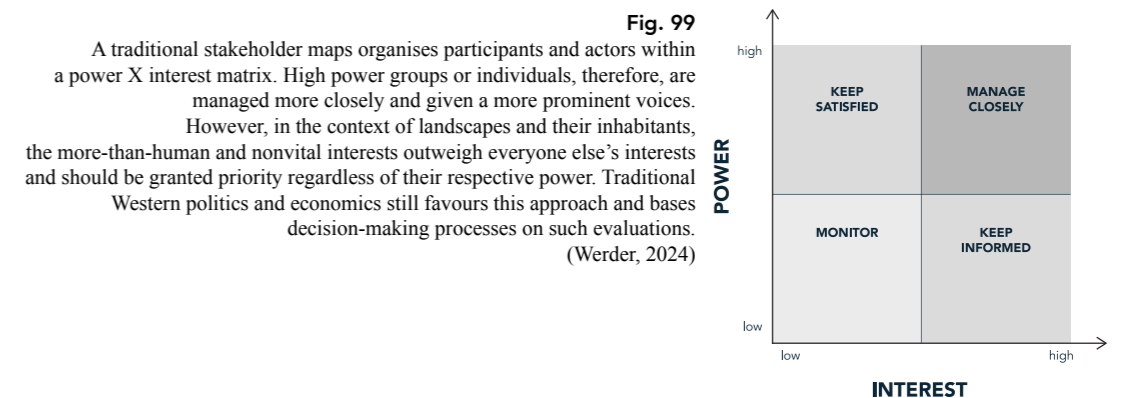 Fig. 99
A traditional stakeholder maps organises participants and actors within
a power X interest matrix. High power groups or individuals, therefore, are
managed more closely and given a more prominent voices.
However, in the context of landscapes and their inhabitants,
the more-than-human and nonvital interests outweigh everyone else’s interests
and should be granted priority regardless of their respective power. Traditional
Western politics and economics still favours this approach and bases
decision-making processes on such evaluations.
(Werder, 2024)
high
POWER
low
KEEP
SATISFIED
MANAGE
CLOSELY
MONITOR
KEEP
INFORMED
low
high
INTEREST